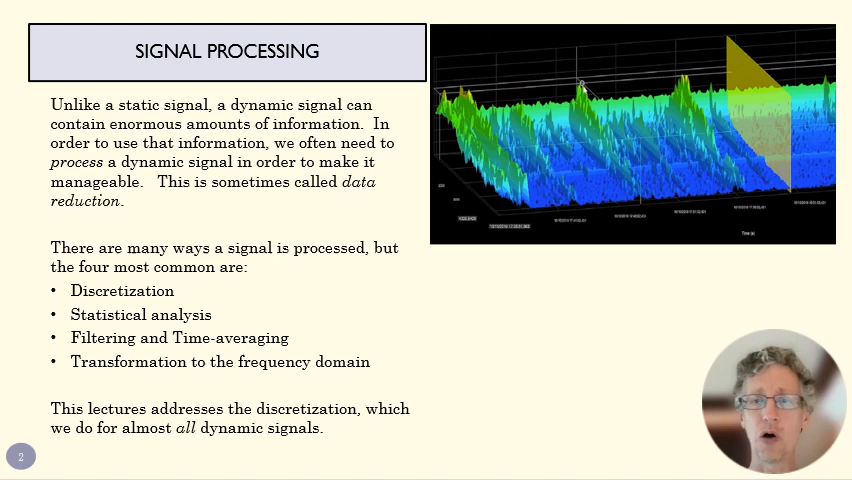 SIGNAL PROCESSING
Unlike a static signal, a dynamic signal can
contain enormous amounts of information. In
order to use that information, we often need to
process a dynamic signal in order to make it
manageable. This is sometimes called data
reduction.
There are many ways a signal is processed, but
the four most common are:
• Discretization
• Statistical analysis
• Filtering and Time-averaging
• Transformation to the frequency domain
This lectures addresses the discretization, which
we do for almost all dynamic signals.
2
Time (s)